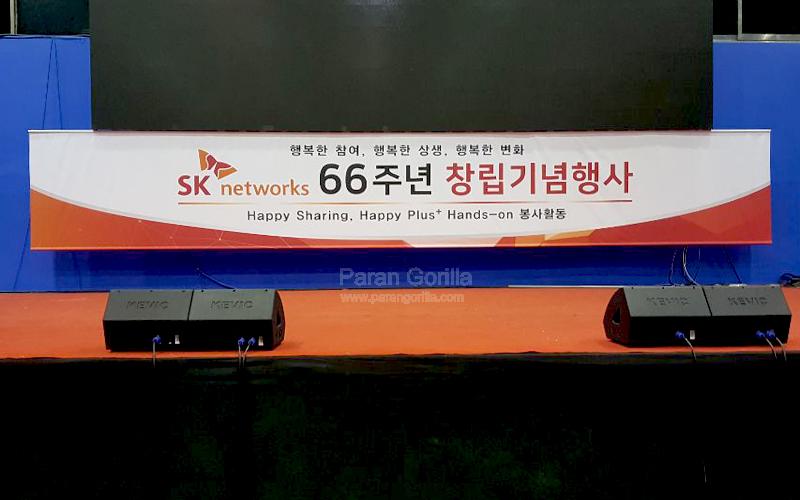 행복한 참여, 행복한 상생, 행복한 변화
SK networks 66주년 창립기념행사
Happy Sharing, Happy Plus⁺ Hands-on 봉사활동
Paran Gorilla
www.parangorilla.com
KEVIC KEVIC KEVIC KEVIC